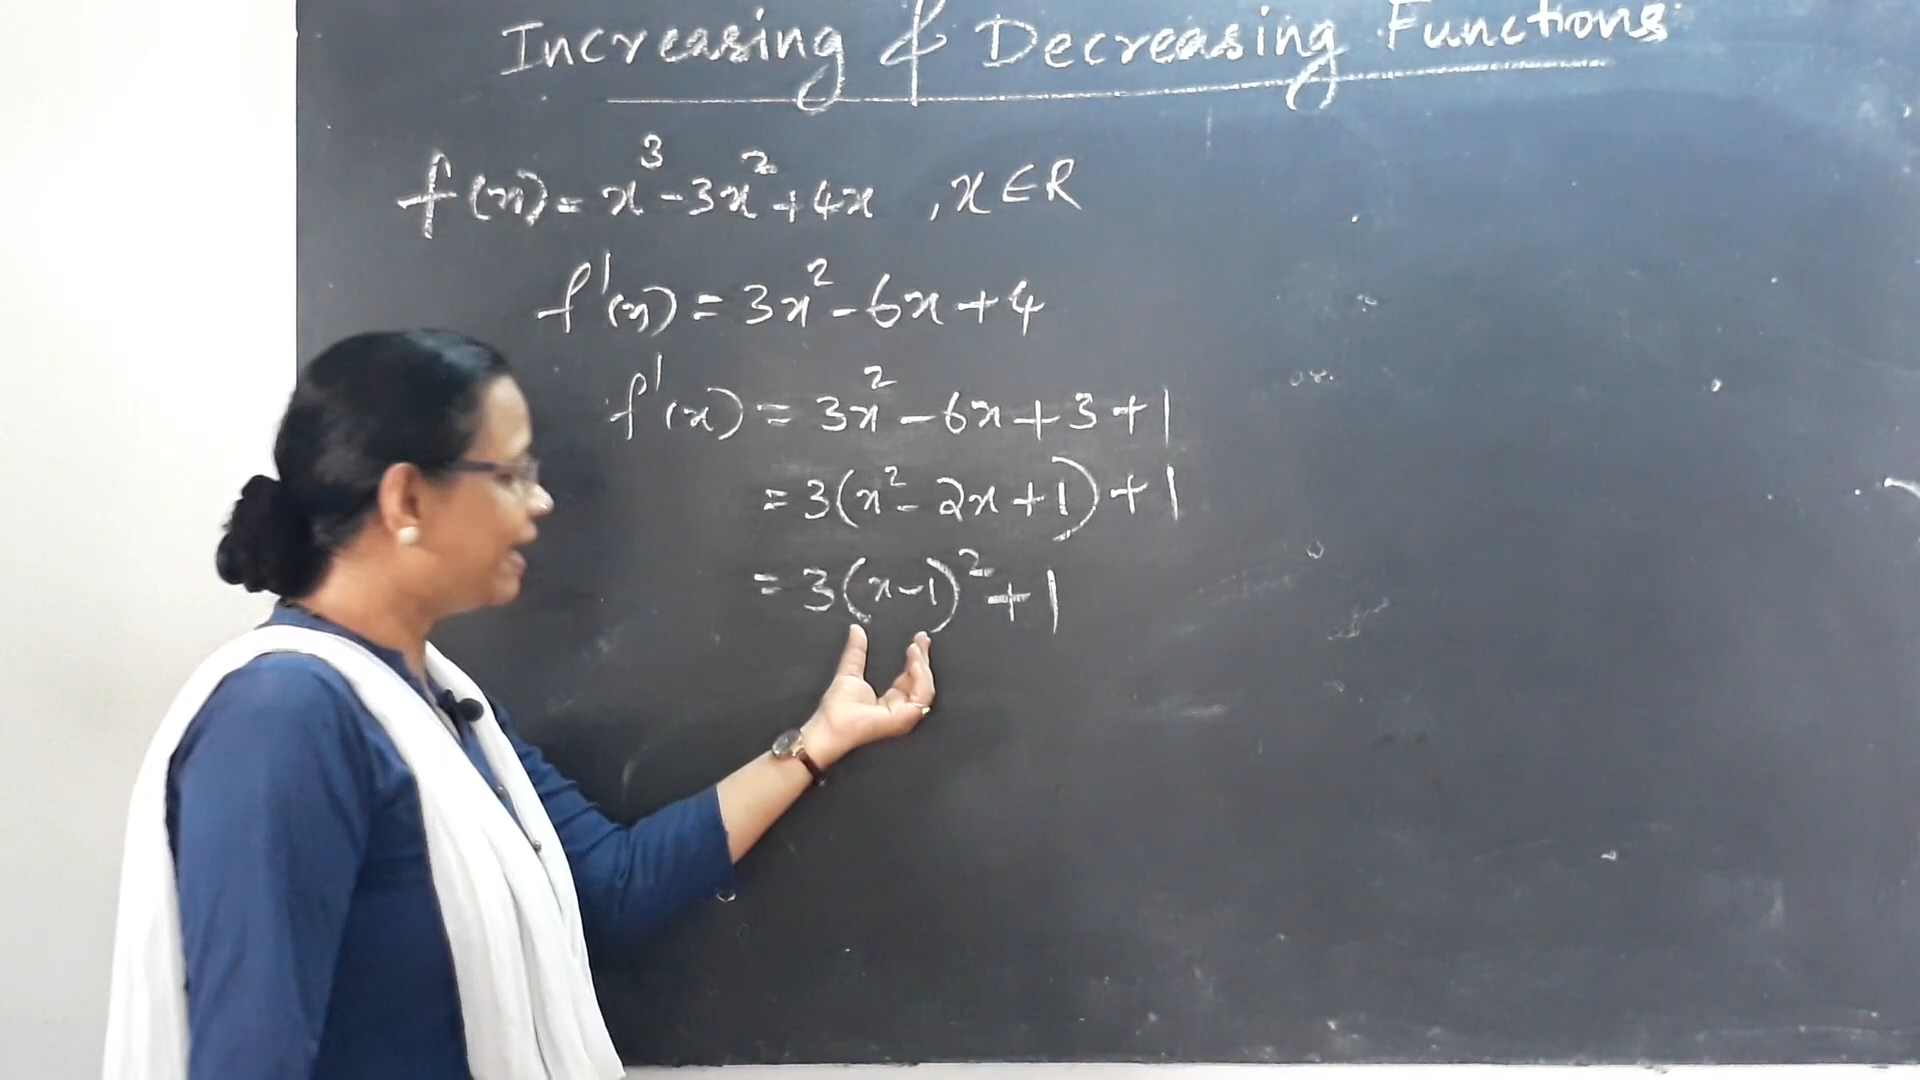 Increasing & Decreasing Functions
f(x) = x³ - 3x² + 4x , x ∈ R
f'(x) = 3x² - 6x + 4
f'(x) = 3x² - 6x + 3 + 1
= 3(x² - 2x + 1) + 1
= 3(x - 1)² + 1